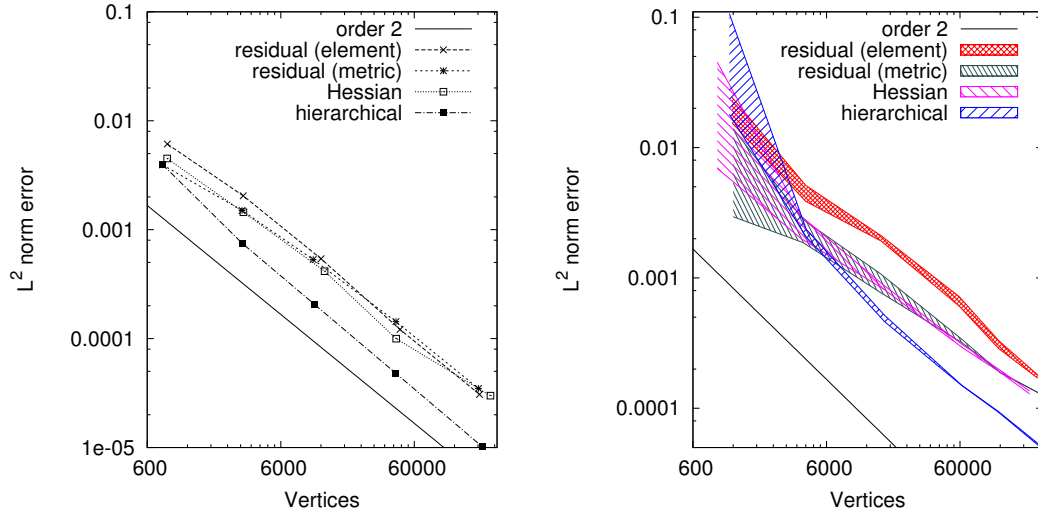 0.1
0.01
0.001
0.0001
1e-05
600
6000
60000
L2 norm error
Vertices
order 2
residual (element)
residual (metric)
Hessian
hierarchical
0.1
0.01
0.001
0.0001
600
6000
60000
L2 norm error
Vertices
order 2
residual (element)
residual (metric)
Hessian
hierarchical